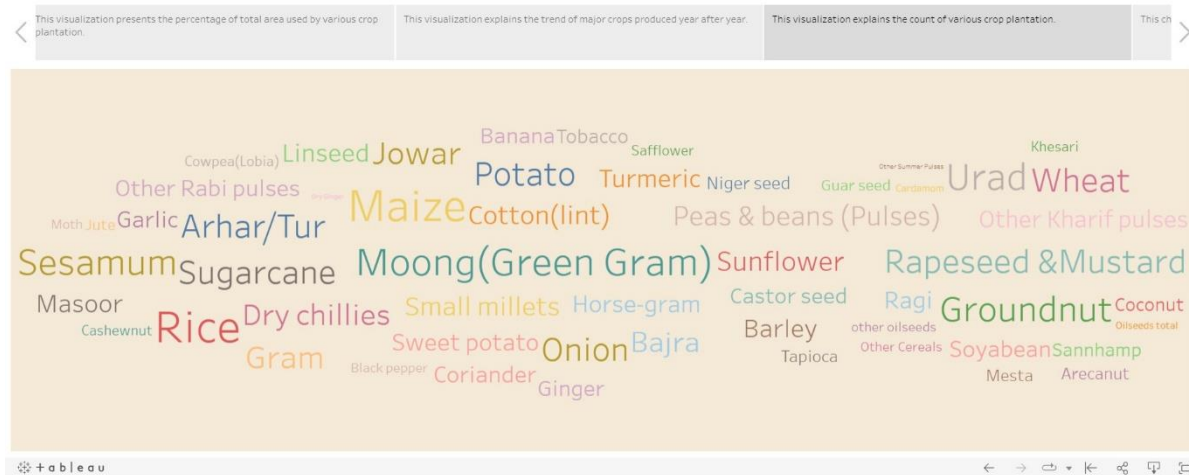 This visualization presents the percentage of total area used by various crop
plantation.
This visualization explains the trend of major crops produced year after year.
This visualization explains the count of various crop plantation.
This ch
Banana Tobacco
Safflower
Khesari
Cowpea(Lobia) Linseed Jowar
Potato Turmeric Niger seed
Other Summer Pulses
Guar seed Cardamom Urad Wheat
Other Rabi pulses
Moth Jute Garlic Arhar/Tur
Maize Cotton(lint) Peas & beans (Pulses) Other Kharif pulses
Sesamum Sugarcane Moong(Green Gram) Sunflower Rapeseed &Mustard
Masoor
Cashewnut Rice Dry chillies Small millets Horse-gram Castor seed Ragi Groundnut Coconut
Barley other oilseeds Oilseeds total
Gram Sweet potato Onion Bajra Tapioca Other Cereals Soyabean Sannhamp
Black pepper Coriander Ginger
Mesta Arecanut
+ a b l e a u